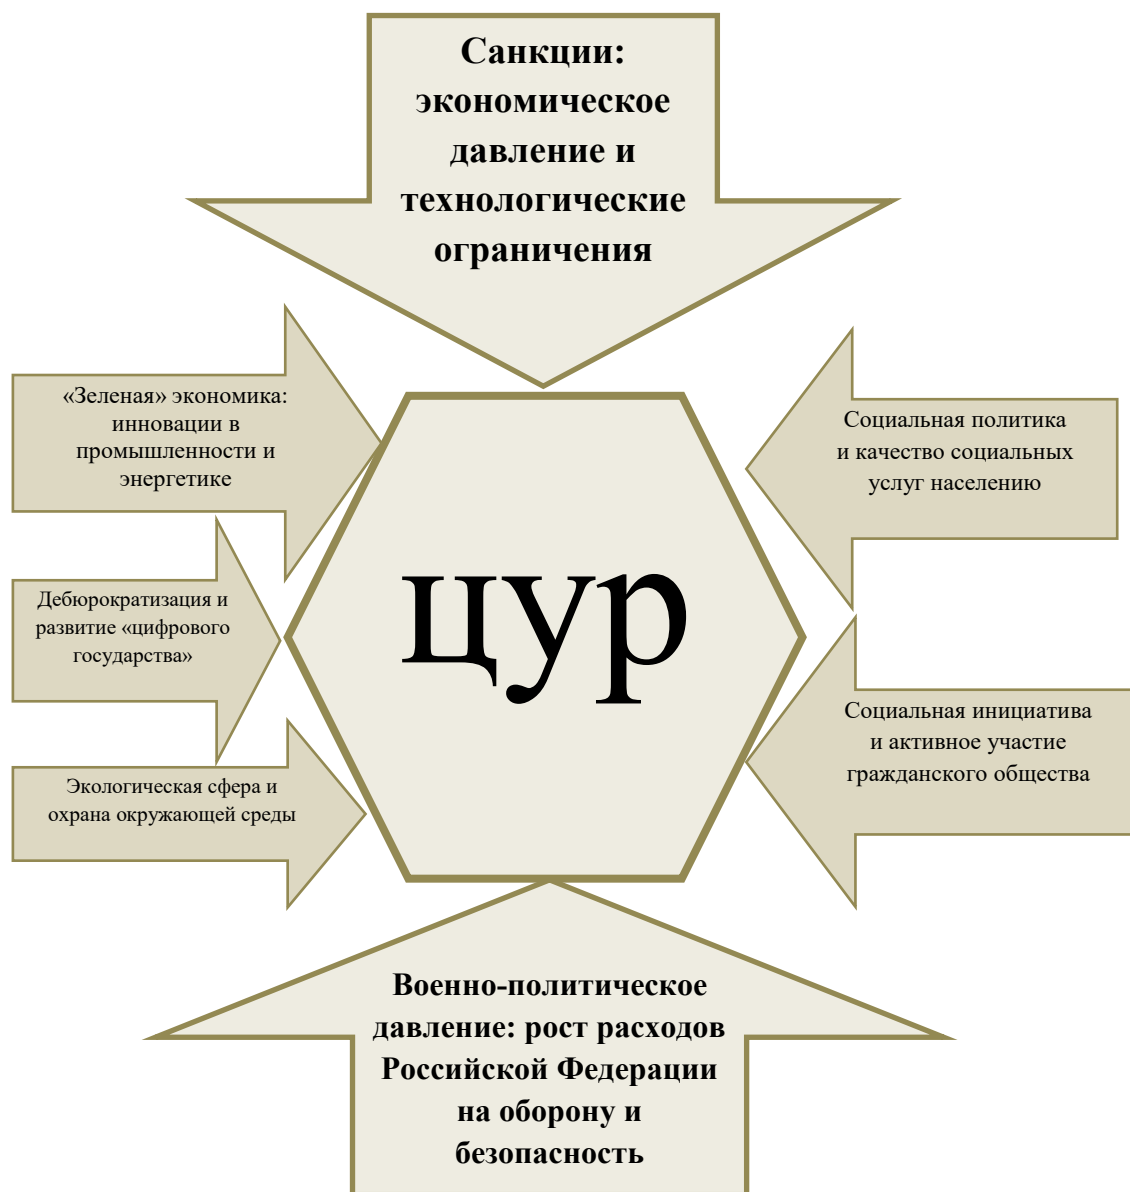 Санкции:
экономическое
давление и
технологические
ограничения
«Зеленая» экономика:
инновации в
промышленности и
энергетике
Социальная политика
и качество социальных
услуг населению
Дебюрократизация и
развитие «цифрового
государства»
цур
Социальная инициатива
и активное участие
гражданского общества
Экологическая сфера и
охрана окружающей среды
Военно-политическое
давление: рост расходов
Российской Федерации
на оборону и
безопасность